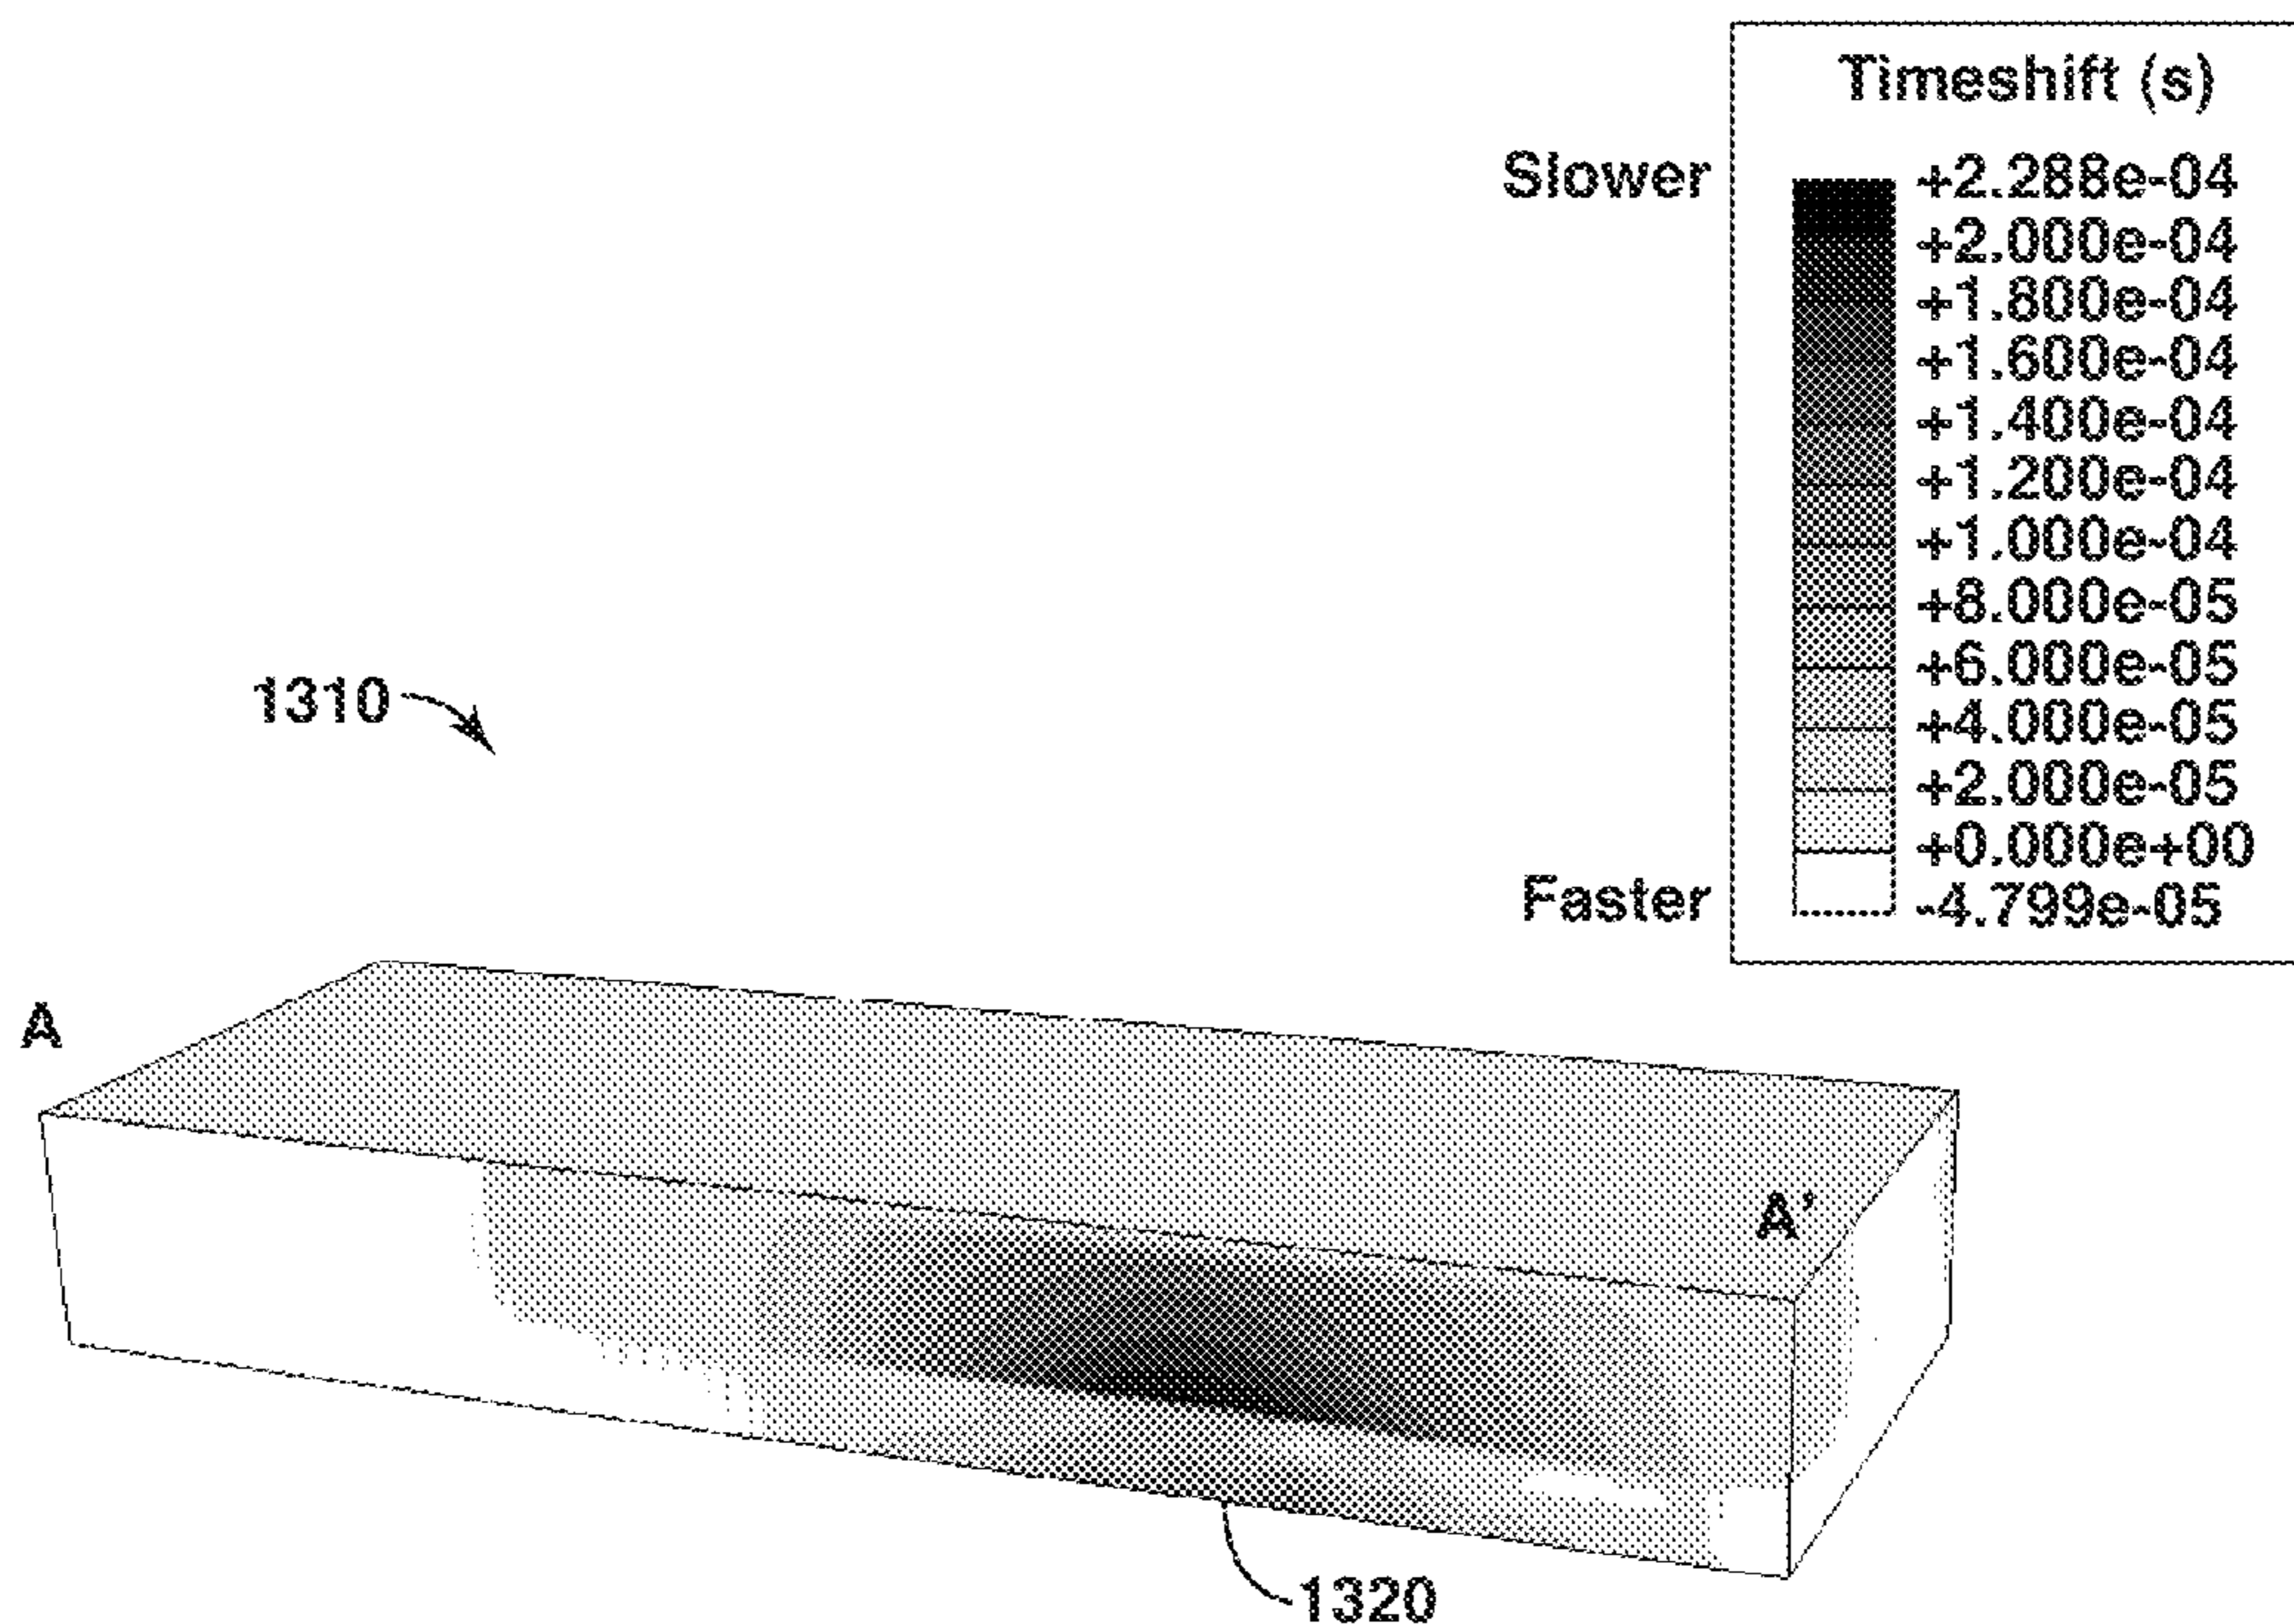 Timeshift (s)
Slower
+2.288e-04
+2.000e-04
+1.800e-04
+1.600e-04
+1.400e-04
+1.200e-04
+1.000e-04
+8.000e-05
+6.000e-05
+4.000e-05
+2.000e-05
+0.000e+00
Faster
-4.799e-05
1310
A
A'
1320